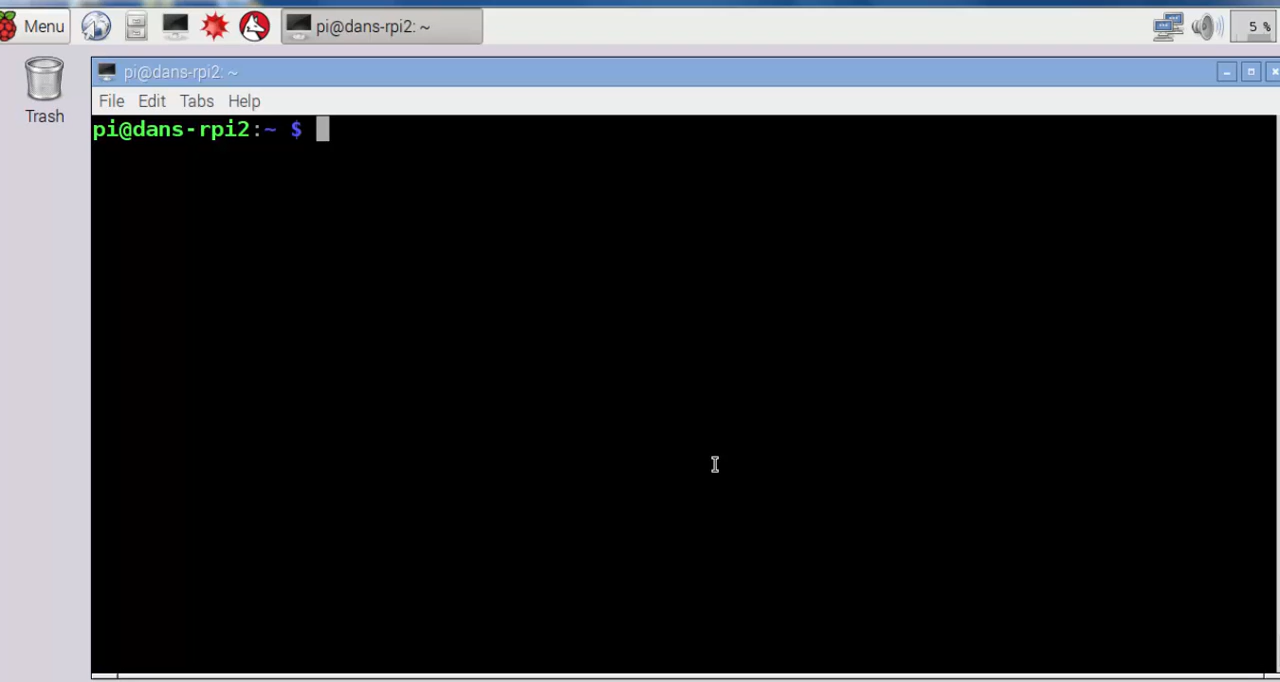 Menu
pi@dans-rpi2: ~
5 %
Trash
pi@dans-rpi2: ~
File Edit Tabs Help
pi@dans-rpi2:~ $